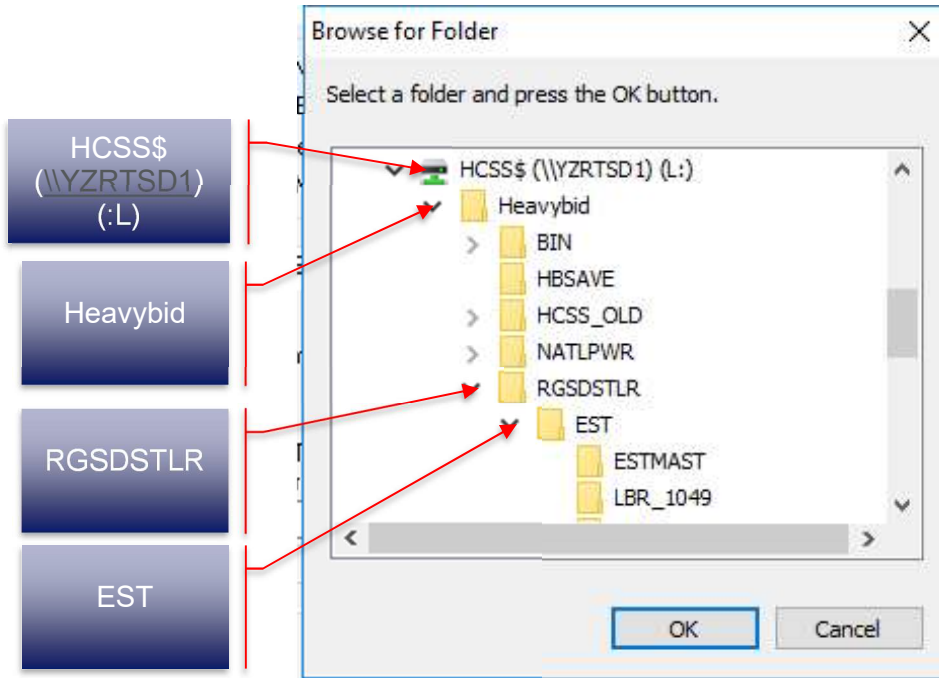 Browse for Folder
Select a folder and press the OK button.
HCSS$
(\\YZRTSD1)
(:L)
Heavybid
RGSDSTLR
EST
HCSS$ (\\YZRTSD1) (L:)
Heavybid
BIN
HBSAVE
HCSS_OLD
NATLPWR
RGSDSTLR
EST
ESTMAST
LBR_1049
OK
Cancel